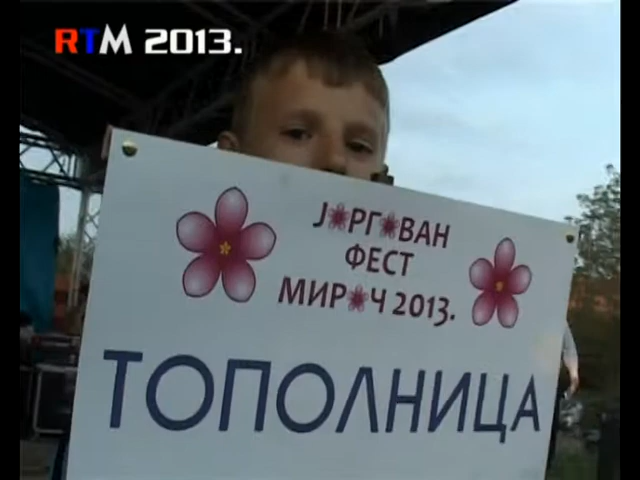 RTM 2013.
ЈОРГОВАН
ФЕСТ
МИРОЧ 2013.
ТОПОЛНИЦА